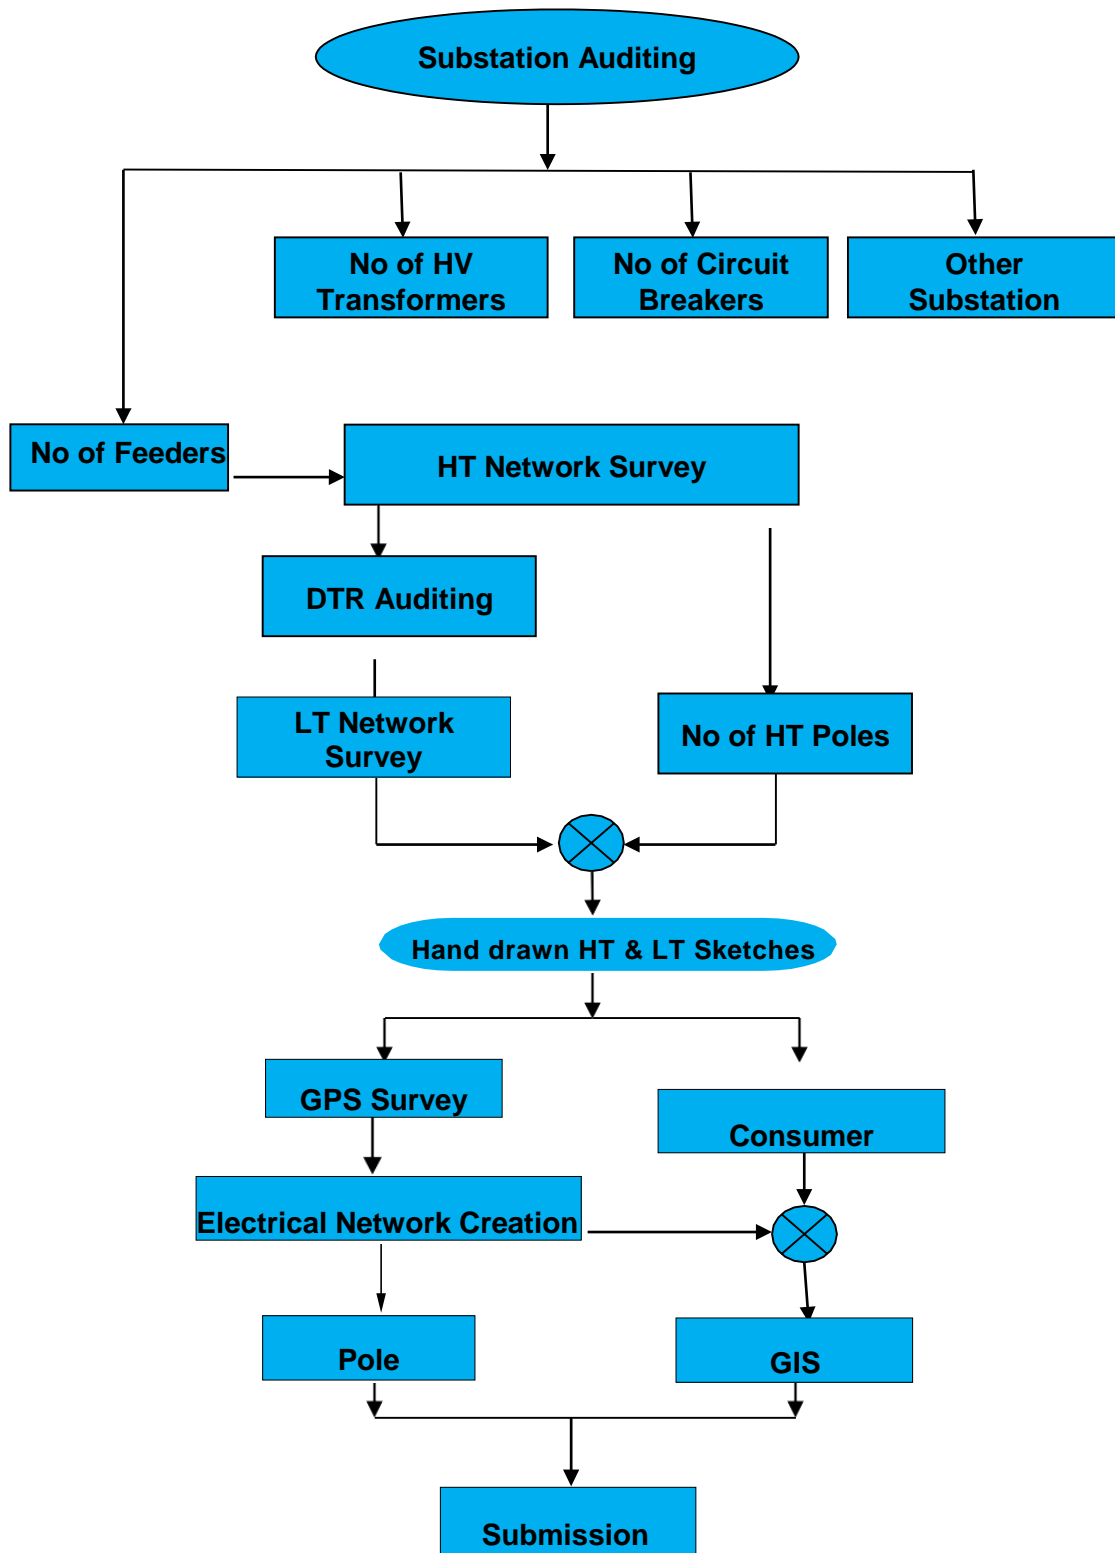 Substation Auditing
No of HV
Transformers
No of Circuit
Breakers
Other
Substation
No of Feeders
HT Network Survey
DTR Auditing
LT Network
Survey
No of HT Poles
Hand drawn HT & LT Sketches
GPS Survey
Consumer
Electrical Network Creation
Pole
GIS
Submission